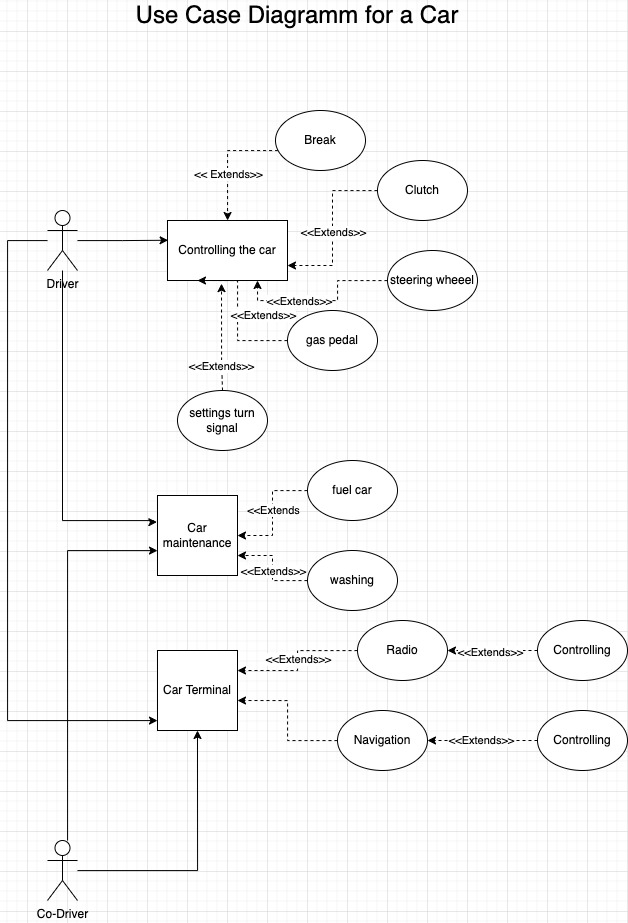 Use Case Diagramm for a Car
Break
<< Extends>>
Clutch
<<Extends>>
Controlling the car
Driver
steering wheeel
<<Extends>>
<<Extends>>
gas pedal
<<Extends>>
settings turn
signal
fuel car
<<Extends
Car
maintenance
<<Extends>>
washing
Radio
<<Extends>>
Controlling
<<Extends>>
Car Terminal
Navigation
<<Extends>>
Controlling
Co-Driver